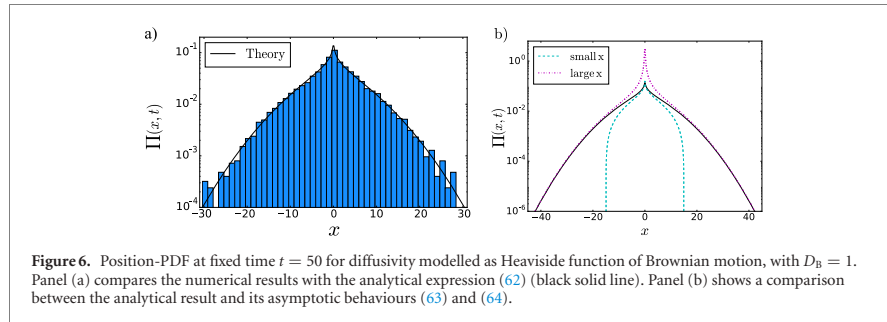 a)
Theory
10⁻¹
10⁻²
10⁻³
10⁻⁴
Π(x, t)
−30 −20 −10 0 10 20 30
x
b)
small x
large x
10⁰
10⁻²
10⁻⁴
10⁻⁶
Π(x, t)
−40 −20 0 20 40
x
Figure 6. Position-PDF at fixed time t = 50 for diffusivity modelled as Heaviside function of Brownian motion, with D_B = 1.
Panel (a) compares the numerical results with the analytical expression (62) (black solid line). Panel (b) shows a comparison
between the analytical result and its asymptotic behaviours (63) and (64).